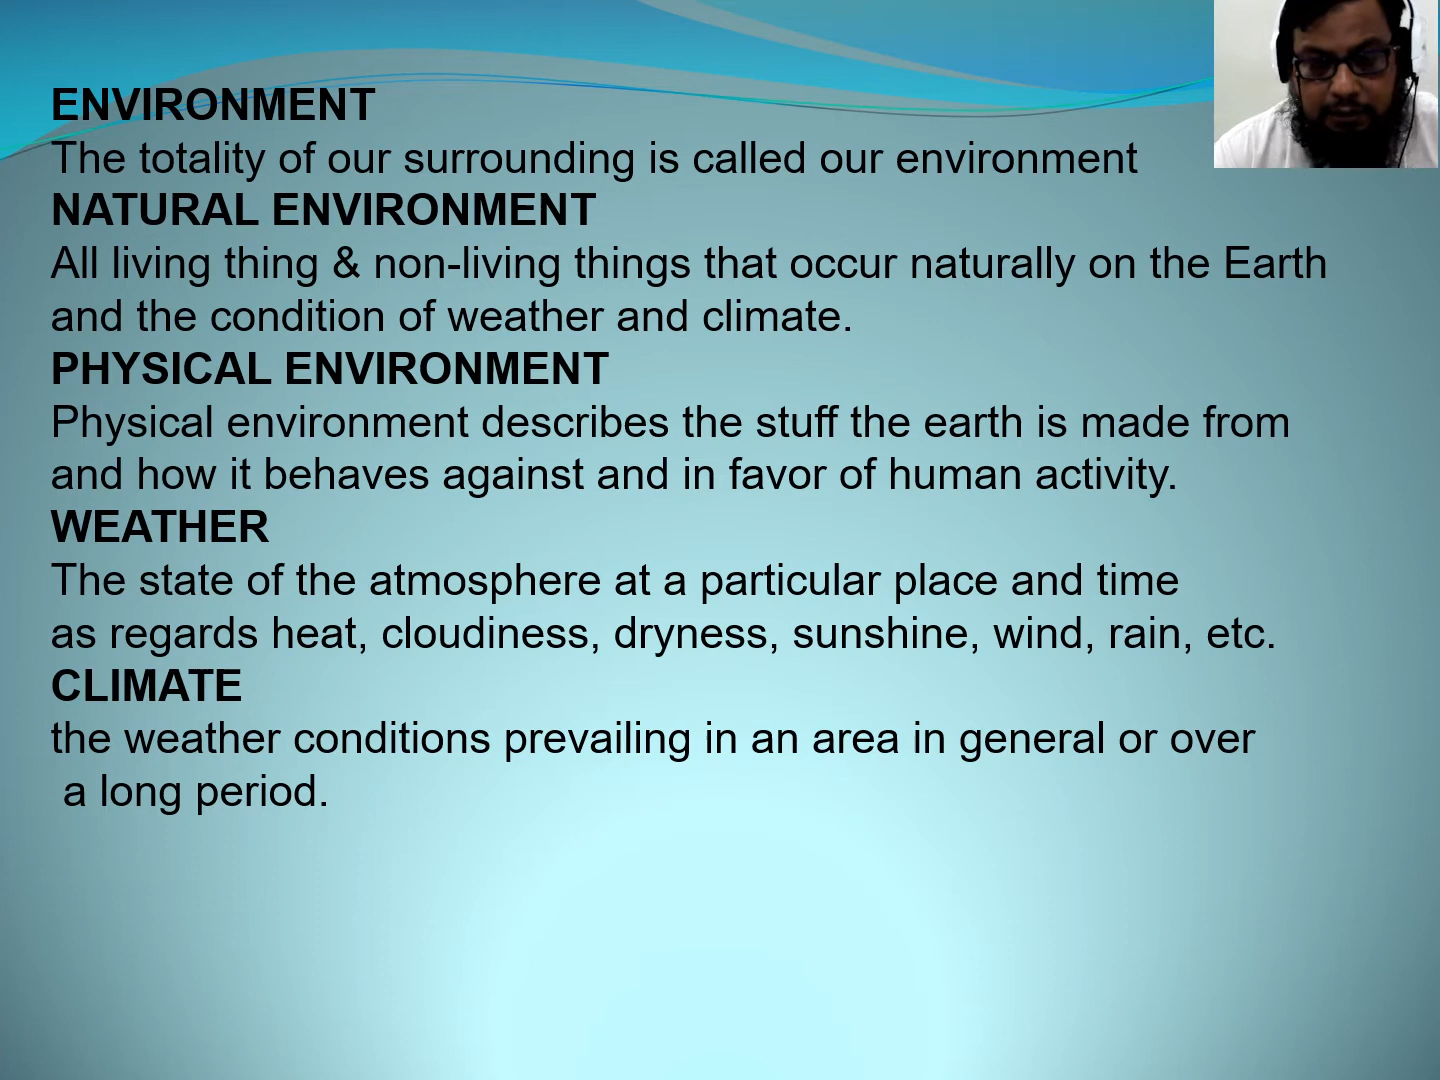 ENVIRONMENT
The totality of our surrounding is called our environment
NATURAL ENVIRONMENT
All living thing & non-living things that occur naturally on the Earth
and the condition of weather and climate.
PHYSICAL ENVIRONMENT
Physical environment describes the stuff the earth is made from
and how it behaves against and in favor of human activity.
WEATHER
The state of the atmosphere at a particular place and time
as regards heat, cloudiness, dryness, sunshine, wind, rain, etc.
CLIMATE
the weather conditions prevailing in an area in general or over
a long period.